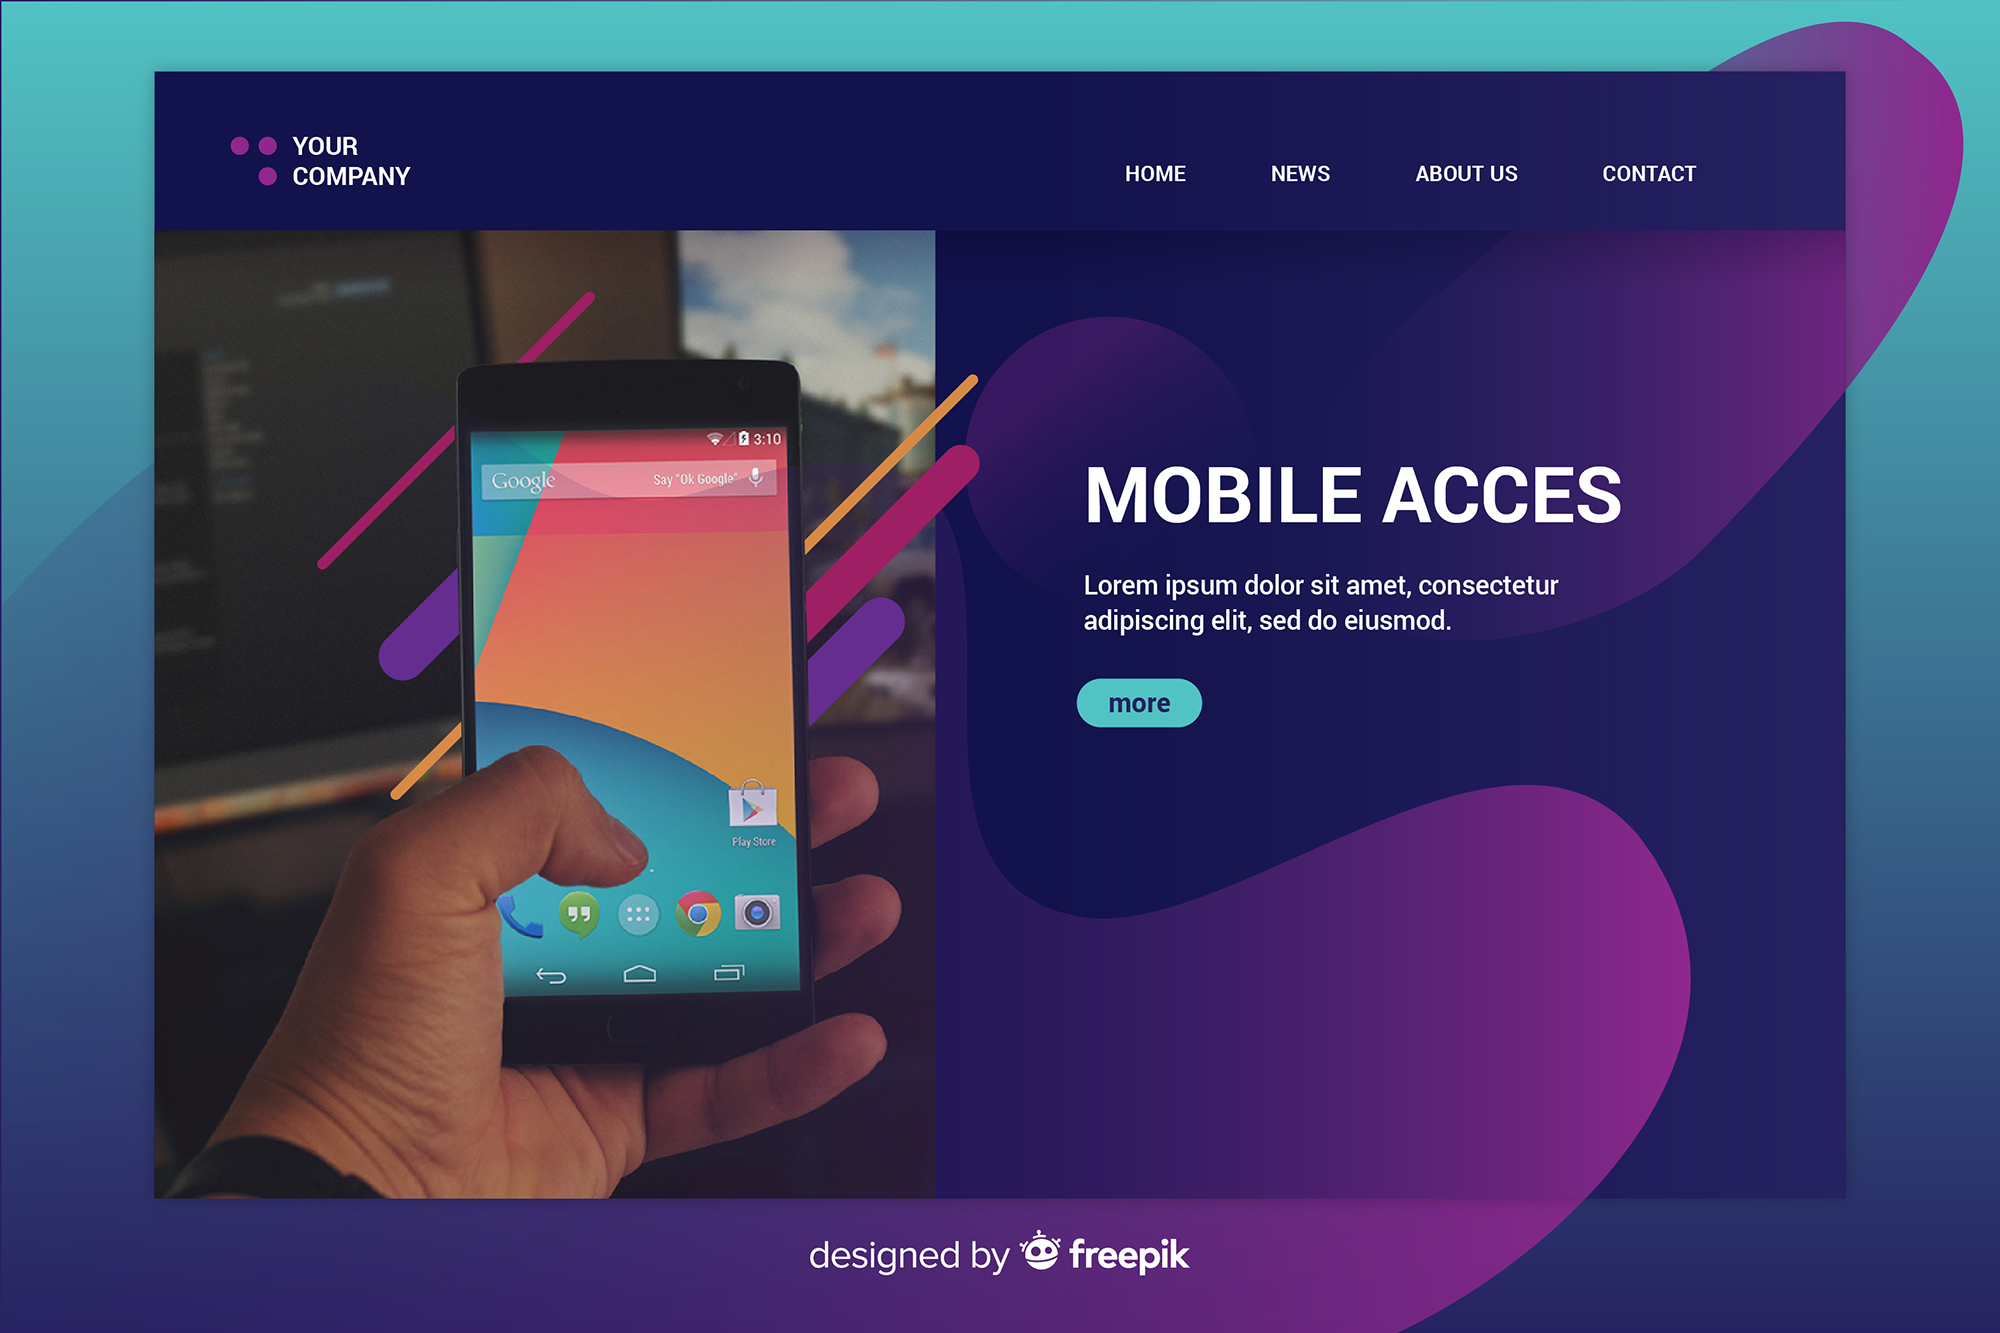 YOUR
COMPANY
HOME NEWS ABOUT US CONTACT
3:10
Google Say "Ok Google"
Play Store
MOBILE ACCES
Lorem ipsum dolor sit amet, consectetur
adipiscing elit, sed do eiusmod.
more
designed by freepik